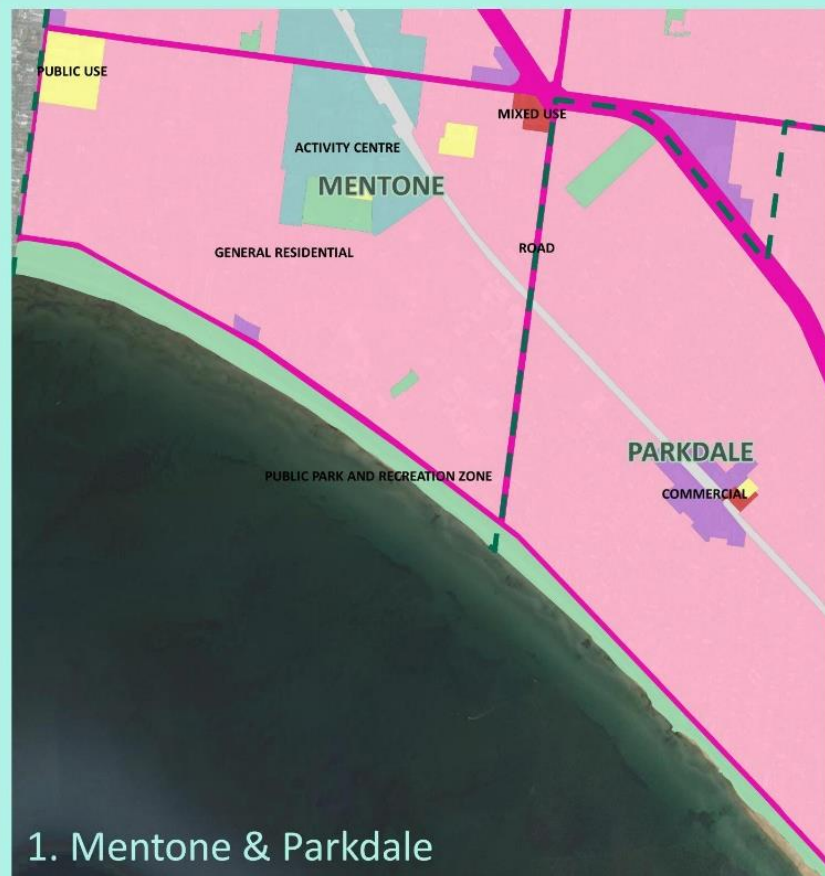 PUBLIC USE
MIXED USE
ACTIVITY CENTRE
MENTONE
GENERAL RESIDENTIAL
ROAD
PARKDALE
PUBLIC PARK AND RECREATION ZONE
COMMERCIAL
1. Mentone & Parkdale